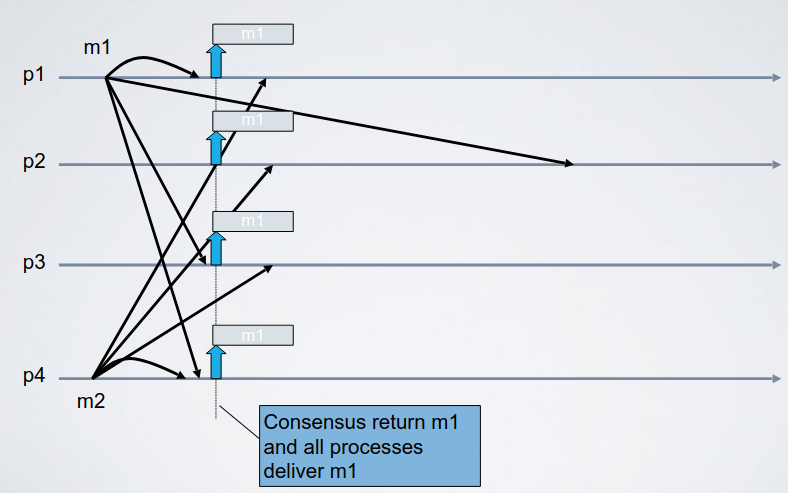 m1
m1
p1
m1
p2
m1
p3
m1
p4
m2
Consensus return m1
and all processes
deliver m1